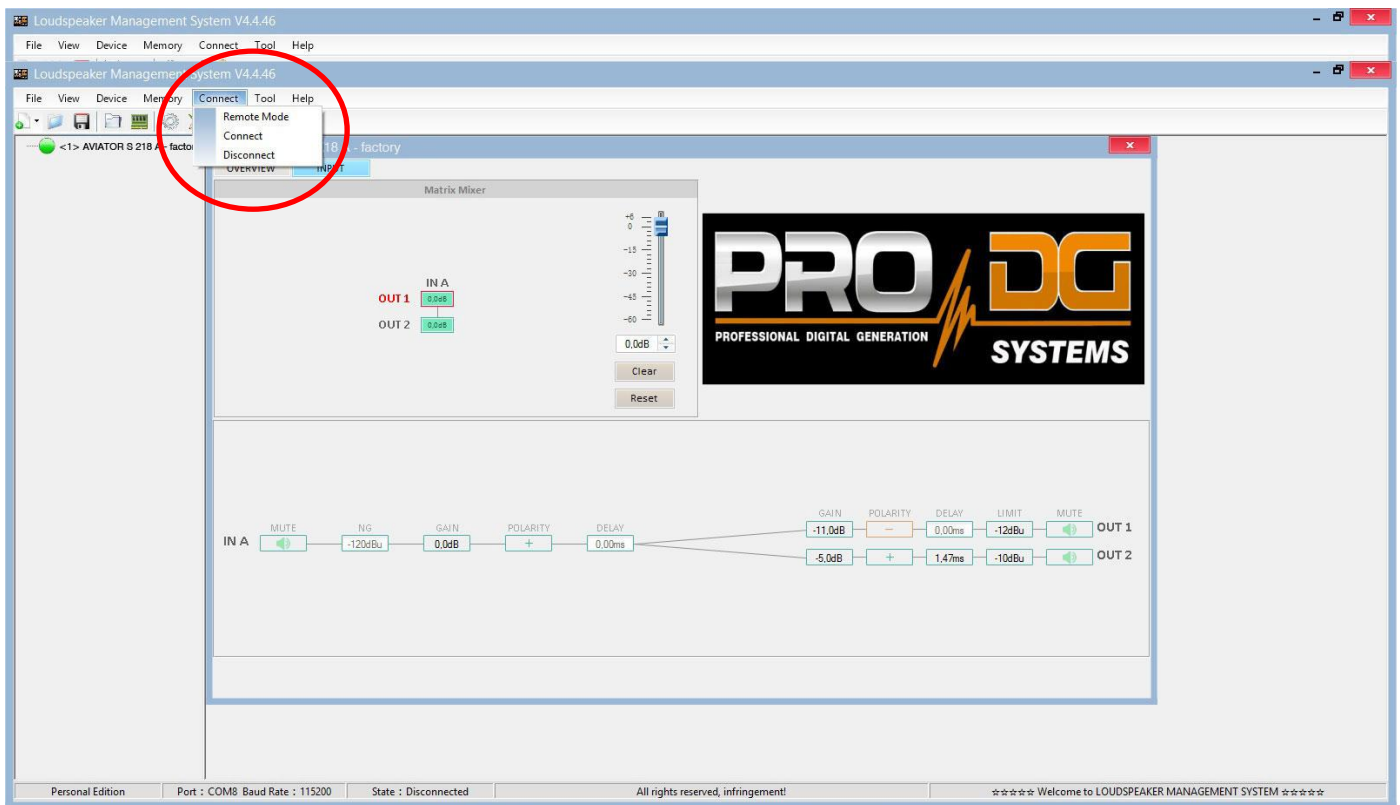 Loudspeaker Management System V4.4.46
File View Device Memory Connect Tool Help
Loudspeaker Management System V4.4.46
File View Device Memory Connect Tool Help
Remote Mode
Connect
Disconnect
<1> AVIATOR S 218 A - factor
18 A - factory
OVERVIEW INPUT
Matrix Mixer
+6
0
-15
-30
-45
-60
IN A
OUT 1 0,0dB
OUT 2 0,0dB
0,0dB
Clear
Reset
PRO DG
PROFESSIONAL DIGITAL GENERATION
SYSTEMS
IN A
MUTE NG GAIN POLARITY DELAY
-120dBu 0,0dB + 0,00ms
GAIN POLARITY DELAY LIMIT MUTE
-11,0dB − 0,00ms -12dBu OUT 1
-5,0dB + 1,47ms -10dBu OUT 2
Personal Edition Port : COM8 Baud Rate : 115200 State : Disconnected All rights reserved, infringement! ☆☆☆☆☆ Welcome to LOUDSPEAKER MANAGEMENT SYSTEM ☆☆☆☆☆